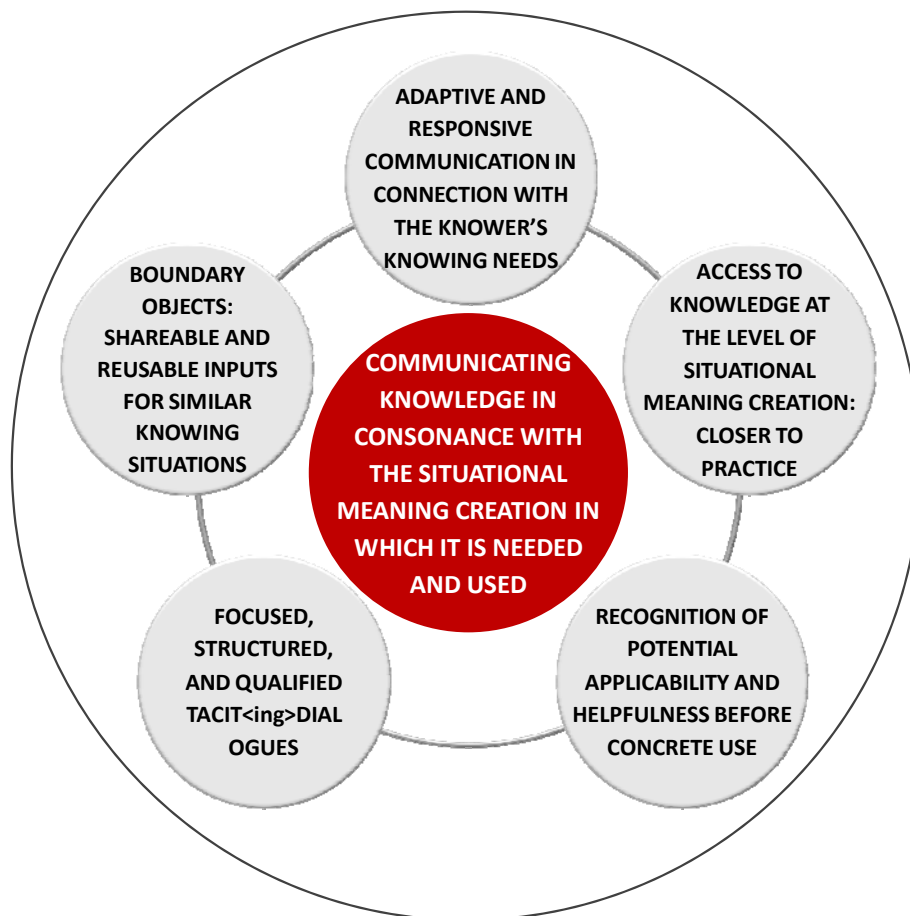 ADAPTIVE AND
RESPONSIVE
COMMUNICATION IN
CONNECTION WITH
THE KNOWER’S
KNOWING NEEDS
BOUNDARY
OBJECTS:
SHAREABLE AND
REUSABLE INPUTS
FOR SIMILAR
KNOWING
SITUATIONS
ACCESS TO
KNOWLEDGE AT
THE LEVEL OF
SITUATIONAL
MEANING CREATION:
CLOSER TO
PRACTICE
COMMUNICATING
KNOWLEDGE IN
CONSONANCE WITH
THE SITUATIONAL
MEANING CREATION IN
WHICH IT IS NEEDED
AND USED
FOCUSED,
STRUCTURED,
AND QUALIFIED
TACIT<ing>DIAL
OGUES
RECOGNITION OF
POTENTIAL
APPLICABILITY AND
HELPFULNESS BEFORE
CONCRETE USE